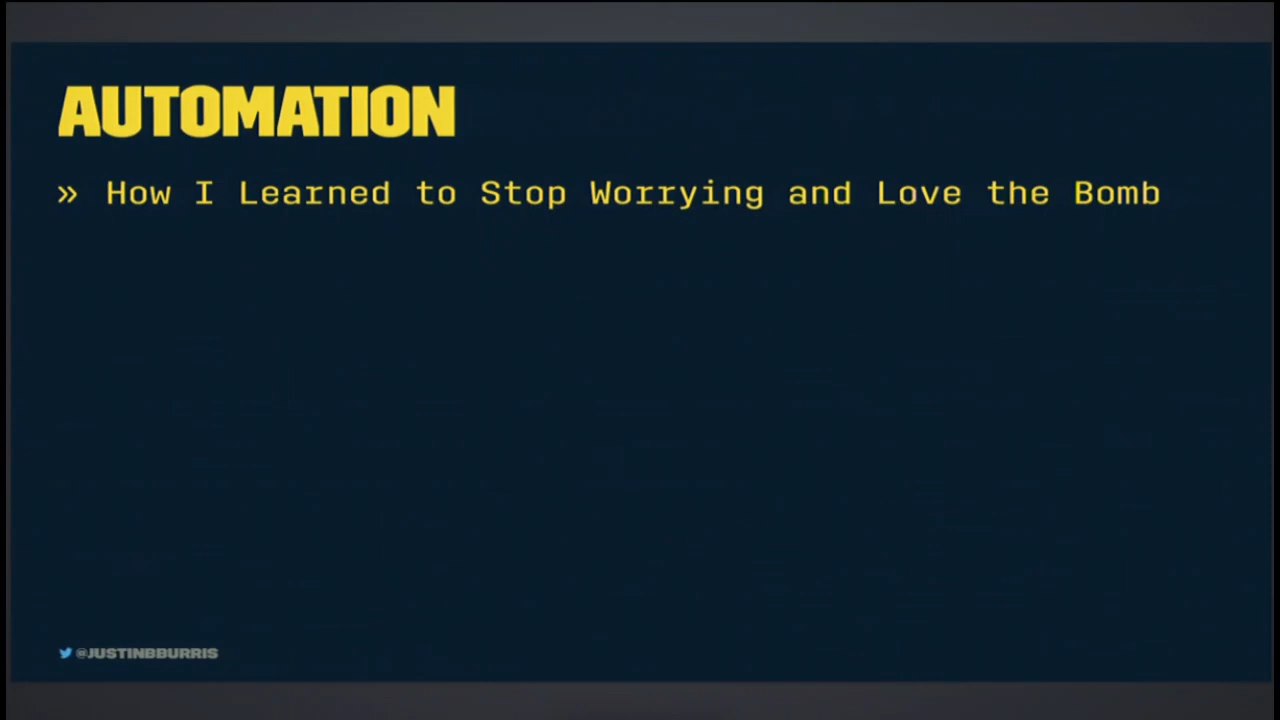 AUTOMATION
» How I Learned to Stop Worrying and Love the Bomb
@JUSTINBBURRIS